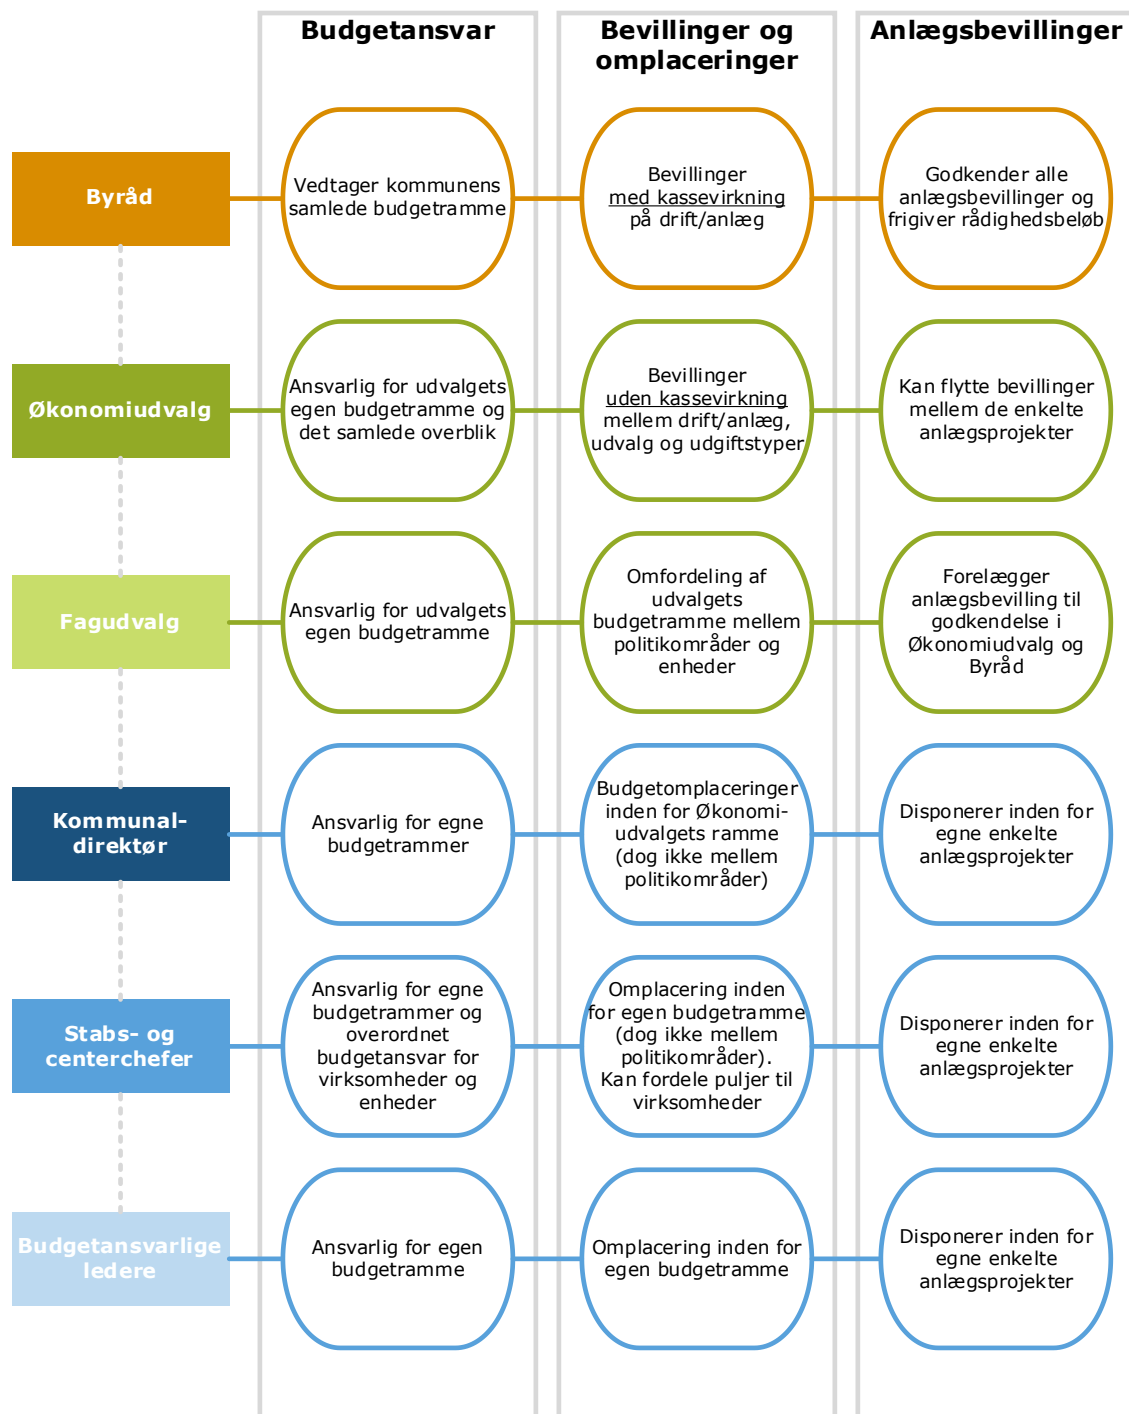 Budgetansvar
Bevillinger og
omplaceringer
Anlægsbevillinger
Byråd
Vedtager kommunens
samlede budgetramme
Bevillinger
med kassevirkning
på drift/anlæg
Godkender alle
anlægsbevillinger og
frigiver rådighedsbeløb
Økonomiudvalg
Ansvarlig for udvalgets
egen budgetramme og
det samlede overblik
Bevillinger
uden kassevirkning
mellem drift/anlæg,
udvalg og udgiftstyper
Kan flytte bevillinger
mellem de enkelte
anlægsprojekter
Fagudvalg
Ansvarlig for udvalgets
egen budgetramme
Omfordeling af
udvalgets
budgetramme mellem
politikområder og
enheder
Forelægger
anlægsbevilling til
godkendelse i
Økonomiudvalg og
Byråd
Kommunal-
direktør
Ansvarlig for egne
budgetrammer
Budgetomplaceringer
inden for Økonomi-
udvalgets ramme
(dog ikke mellem
politikområder)
Disponerer inden for
egne enkelte
anlægsprojekter
Stabs- og
centerchefer
Ansvarlig for egne
budgetrammer og
overordnet
budgetansvar for
virksomheder og
enheder
Omplacering inden
for egen budgetramme
(dog ikke mellem
politikområder).
Kan fordele puljer til
virksomheder
Disponerer inden for
egne enkelte
anlægsprojekter
Budgetansvarlige
ledere
Ansvarlig for egen
budgetramme
Omplacering inden for
egen budgetramme
Disponerer inden for
egne enkelte
anlægsprojekter